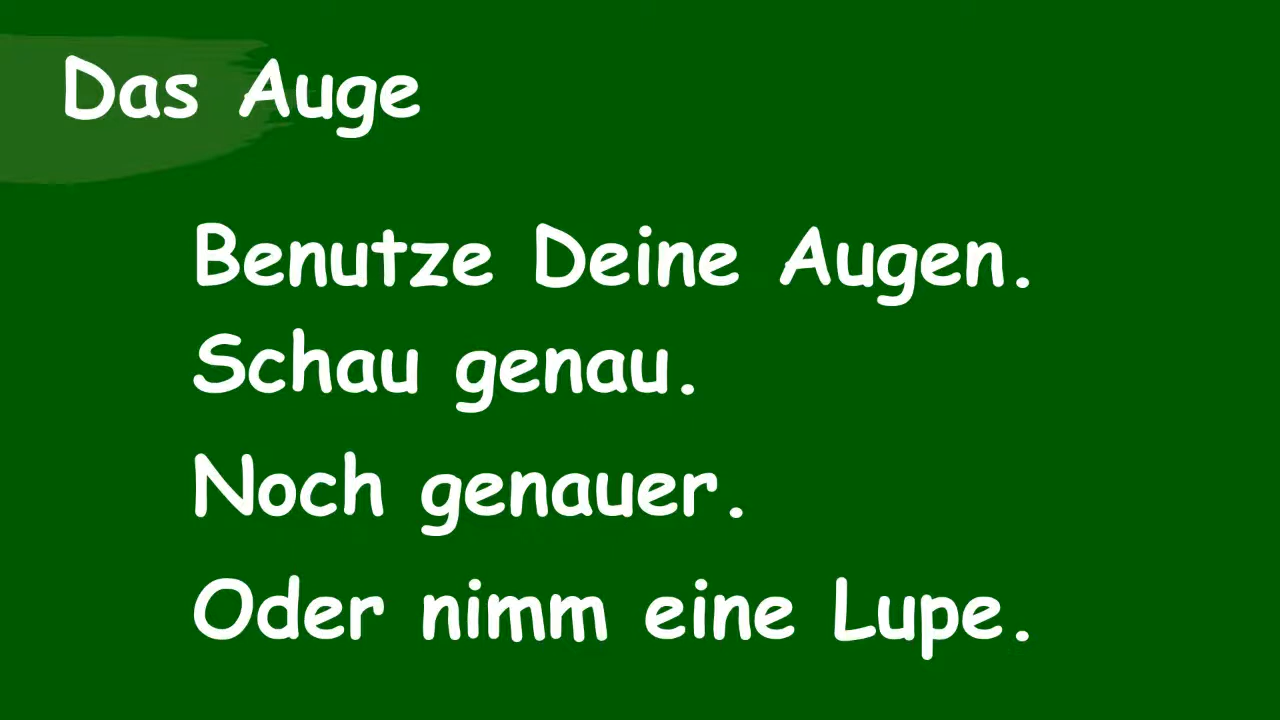 Das Auge
Benutze Deine Augen.
Schau genau.
Noch genauer.
Oder nimm eine Lupe.